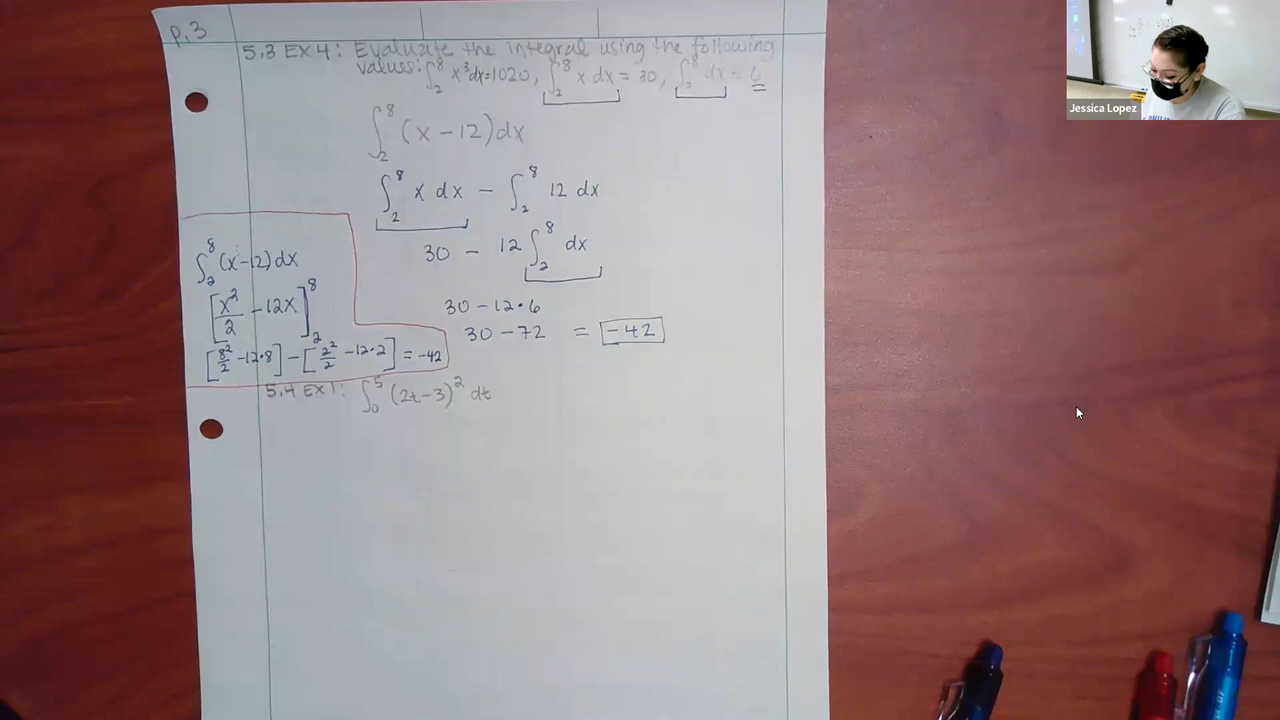 P.3
5.3 EX 4: Evaluate the integral using the following
values: ∫₂⁸ x³dx=1020, ∫₂⁸ x dx = 30, ∫₂⁸ dx = 6
∫₂⁸ (x-12)dx
∫₂⁸ x dx - ∫₂⁸ 12 dx
30 - 12 ∫₂⁸ dx
30 - 12•6
30 - 72 = -42
∫₂⁸ (x-12)dx
[x²/2 - 12x]₂⁸
[8²/2 - 12•8] - [2²/2 - 12•2] = -42
5.4 EX 1: ∫₀⁵ (2t-3)² dt
Jessica Lopez